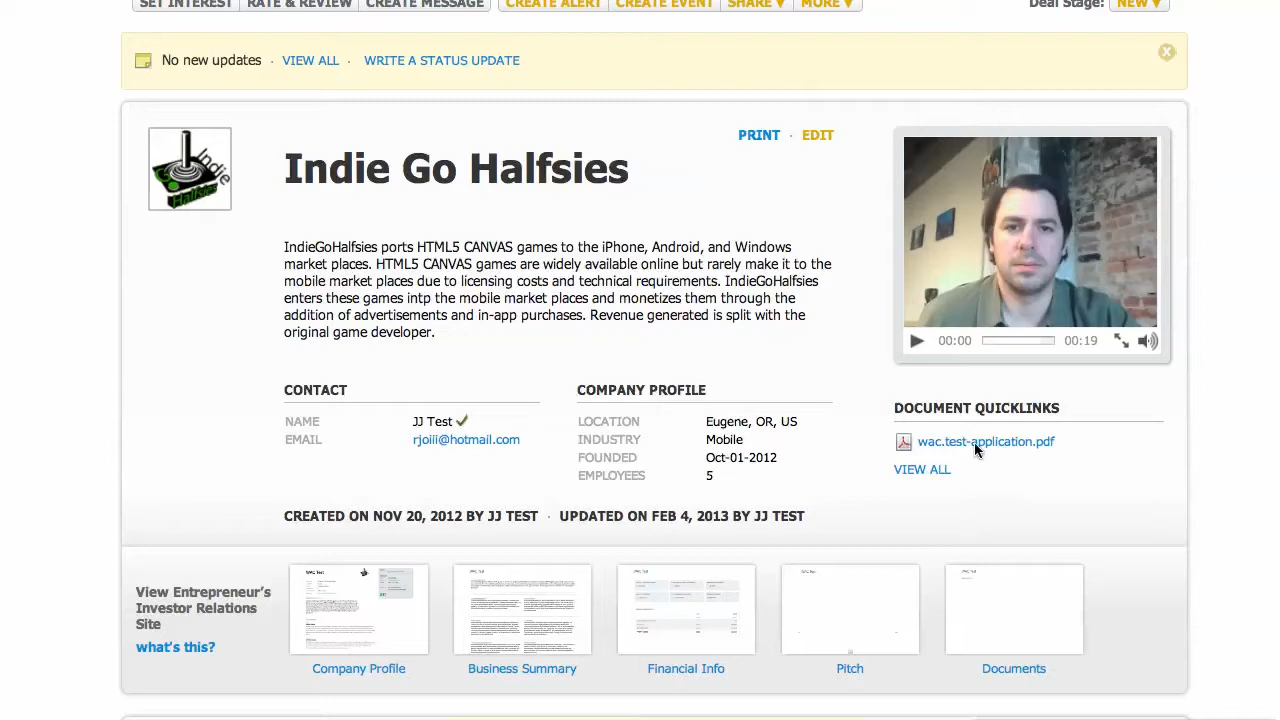 SET INTEREST RATE & REVIEW CREATE MESSAGE CREATE ALERT CREATE EVENT SHARE ▼ MORE ▼ Deal Stage: NEW ▼
No new updates · VIEW ALL · WRITE A STATUS UPDATE
PRINT · EDIT
Indie Go Halfsies
Indie
Go
Halfsies
IndieGoHalfsies ports HTML5 CANVAS games to the iPhone, Android, and Windows
market places. HTML5 CANVAS games are widely available online but rarely make it to the
mobile market places due to licensing costs and technical requirements. IndieGoHalfsies
enters these games intp the mobile market places and monetizes them through the
addition of advertisements and in-app purchases. Revenue generated is split with the
original game developer.
00:00 00:19
CONTACT
NAME JJ Test
EMAIL rjoiii@hotmail.com
COMPANY PROFILE
LOCATION Eugene, OR, US
INDUSTRY Mobile
FOUNDED Oct-01-2012
EMPLOYEES 5
DOCUMENT QUICKLINKS
wac.test-application.pdf
VIEW ALL
CREATED ON NOV 20, 2012 BY JJ TEST · UPDATED ON FEB 4, 2013 BY JJ TEST
View Entrepreneur's
Investor Relations
Site
what's this?
Company Profile
Business Summary
Financial Info
Pitch
Documents